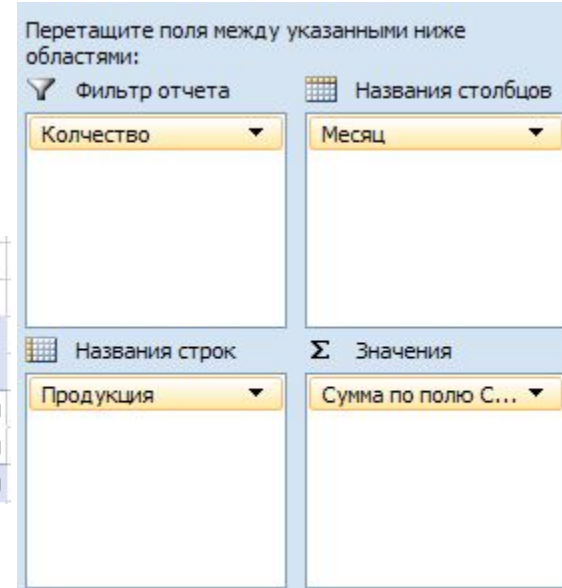 Перетащите поля между указанными ниже
областями:
Фильтр отчета
Названия столбцов
Колчество
Месяц
Названия строк
Σ Значения
Продукция
Сумма по полю С...